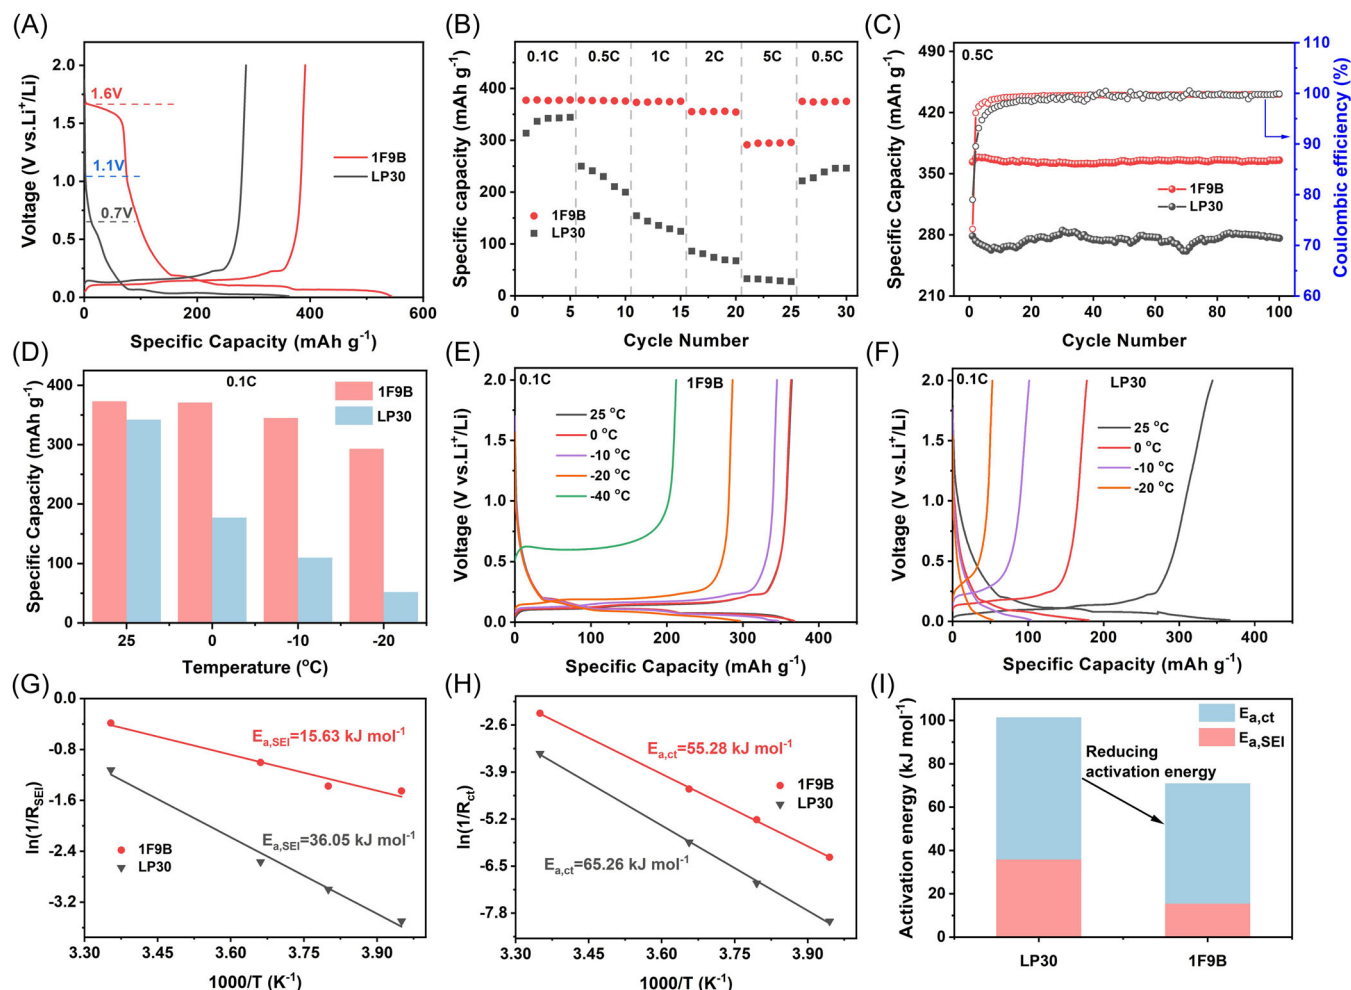 (A)
Voltage (V vs.Li⁺/Li)
2.0
1.5
1.0
0.5
0.0
1.6V
1.1V
0.7V
1F9B
LP30
0
200
400
600
Specific Capacity (mAh g⁻¹)
(B)
Specific capacity (mAh g⁻¹)
500
400
300
200
100
0
0.1C 0.5C 1C 2C 5C 0.5C
1F9B
LP30
0 5 10 15 20 25 30
Cycle Number
(C)
Specific Capacity (mAh g⁻¹)
490
420
350
280
210
0.5C
1F9B
LP30
110
100
90
80
70
60
Coulombic efficiency (%)
0 20 40 60 80 100
Cycle Number
(D)
Specific Capacity (mAh g⁻¹)
400
300
200
100
0
0.1C
1F9B
LP30
25 0 -10 -20
Temperature (°C)
(E)
Voltage (V vs.Li⁺/Li)
2.0
1.5
1.0
0.5
0.0
0.1C
1F9B
25 °C
0 °C
-10 °C
-20 °C
-40 °C
0 100 200 300 400
Specific Capacity (mAh g⁻¹)
(F)
Voltage (V vs.Li⁺/Li)
2.0
1.5
1.0
0.5
0.0
0.1C
LP30
25 °C
0 °C
-10 °C
-20 °C
0 100 200 300 400
Specific Capacity (mAh g⁻¹)
(G)
ln(1/R_SEI)
0.0
-0.8
-1.6
-2.4
-3.2
E_a,SEI=15.63 kJ mol⁻¹
E_a,SEI=36.05 kJ mol⁻¹
1F9B
LP30
3.30 3.45 3.60 3.75 3.90
1000/T (K⁻¹)
(H)
ln(1/R_ct)
-2.6
-3.9
-5.2
-6.5
-7.8
E_a,ct=55.28 kJ mol⁻¹
1F9B
LP30
E_a,ct=65.26 kJ mol⁻¹
3.30 3.45 3.60 3.75 3.90
1000/T (K⁻¹)
(I)
Activation energy (kJ mol⁻¹)
100
80
60
40
20
0
E_a,ct
E_a,SEI
Reducing
activation energy
LP30 1F9B